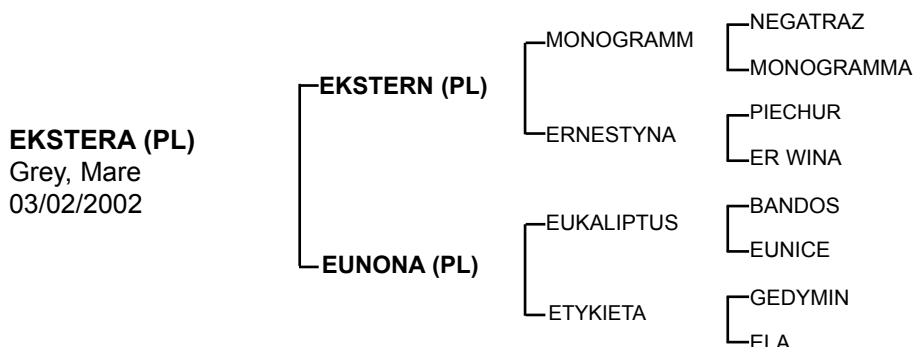 EKSTERA (PL)
Grey, Mare
03/02/2002
EKSTERN (PL)
EUNONA (PL)
MONOGRAMM
ERNESTYNA
EUKALIPTUS
ETYKIETA
NEGATRAZ
MONOGRAMMA
PIECHUR
ER WINA
BANDOS
EUNICE
GEDYMIN
ELA